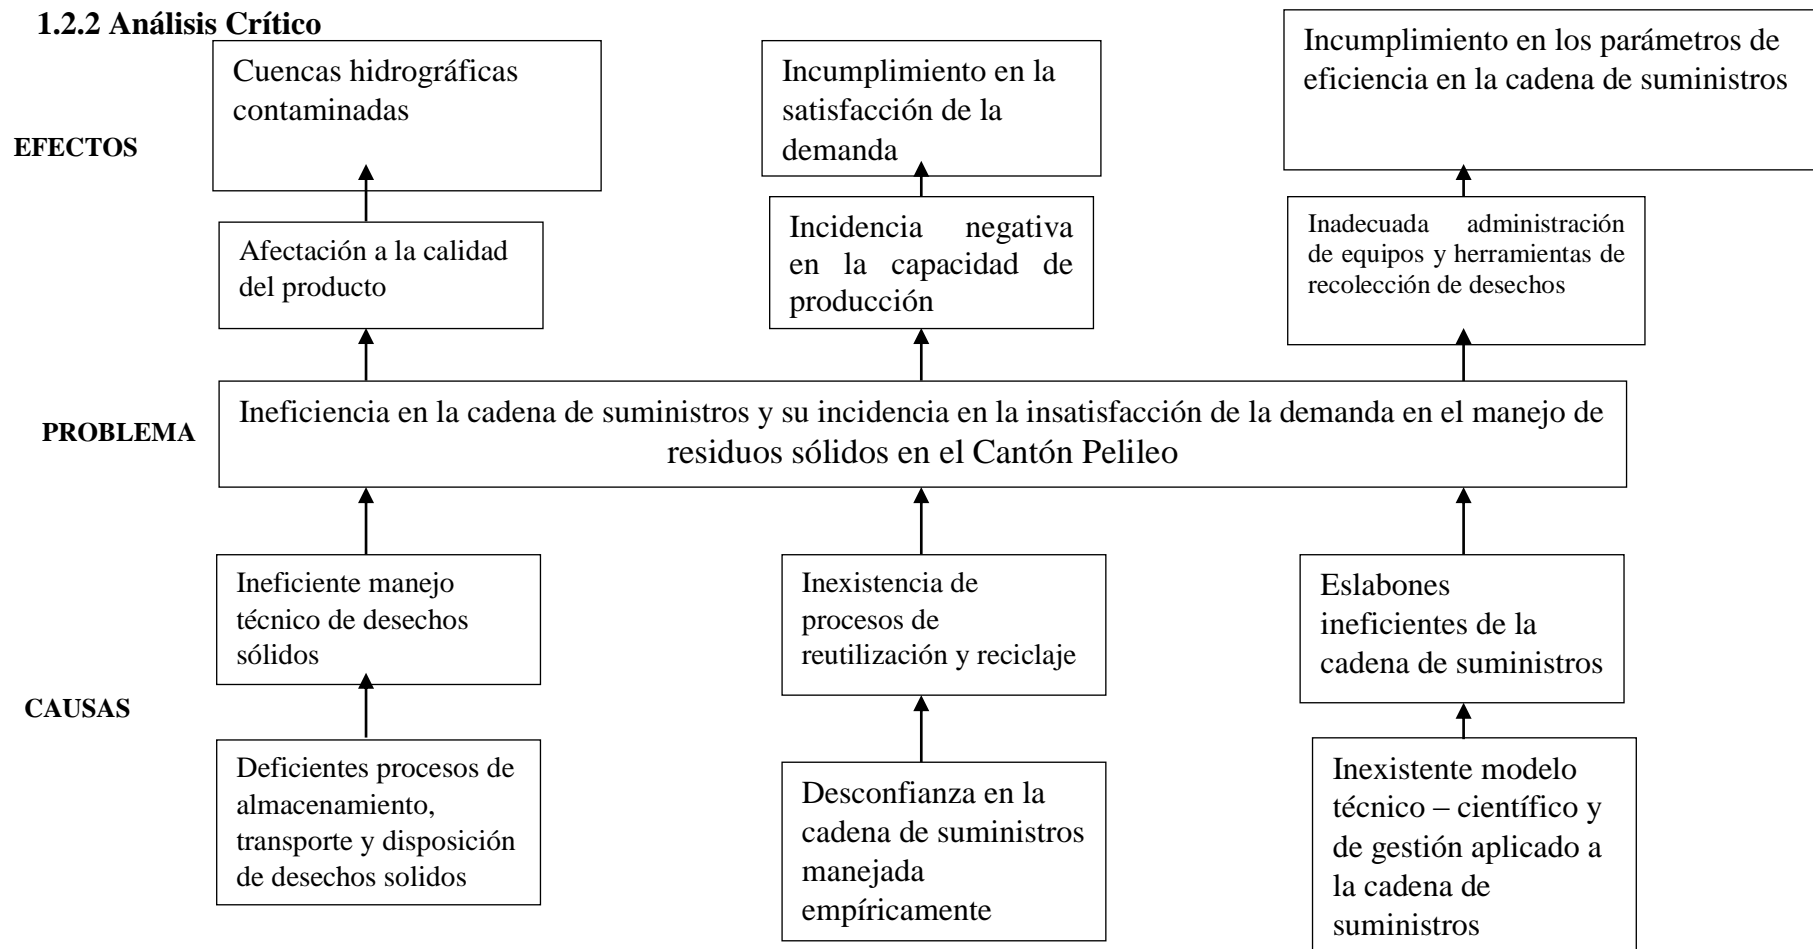 1.2.2 Análisis Crítico
Cuencas hidrográficas
contaminadas
Incumplimiento en la
satisfacción de la
demanda
Incumplimiento en los parámetros de
eficiencia en la cadena de suministros
EFECTOS
Afectación a la calidad
del producto
Incidencia negativa
en la capacidad de
producción
Inadecuada administración
de equipos y herramientas de
recolección de desechos
PROBLEMA
Ineficiencia en la cadena de suministros y su incidencia en la insatisfacción de la demanda en el manejo de
residuos sólidos en el Cantón Pelileo
Ineficiente manejo
técnico de desechos
sólidos
Inexistencia de
procesos de
reutilización y reciclaje
Eslabones
ineficientes de la
cadena de suministros
CAUSAS
Deficientes procesos de
almacenamiento,
transporte y disposición
de desechos solidos
Desconfianza en la
cadena de suministros
manejada
empíricamente
Inexistente modelo
técnico – científico y
de gestión aplicado a
la cadena de
suministros